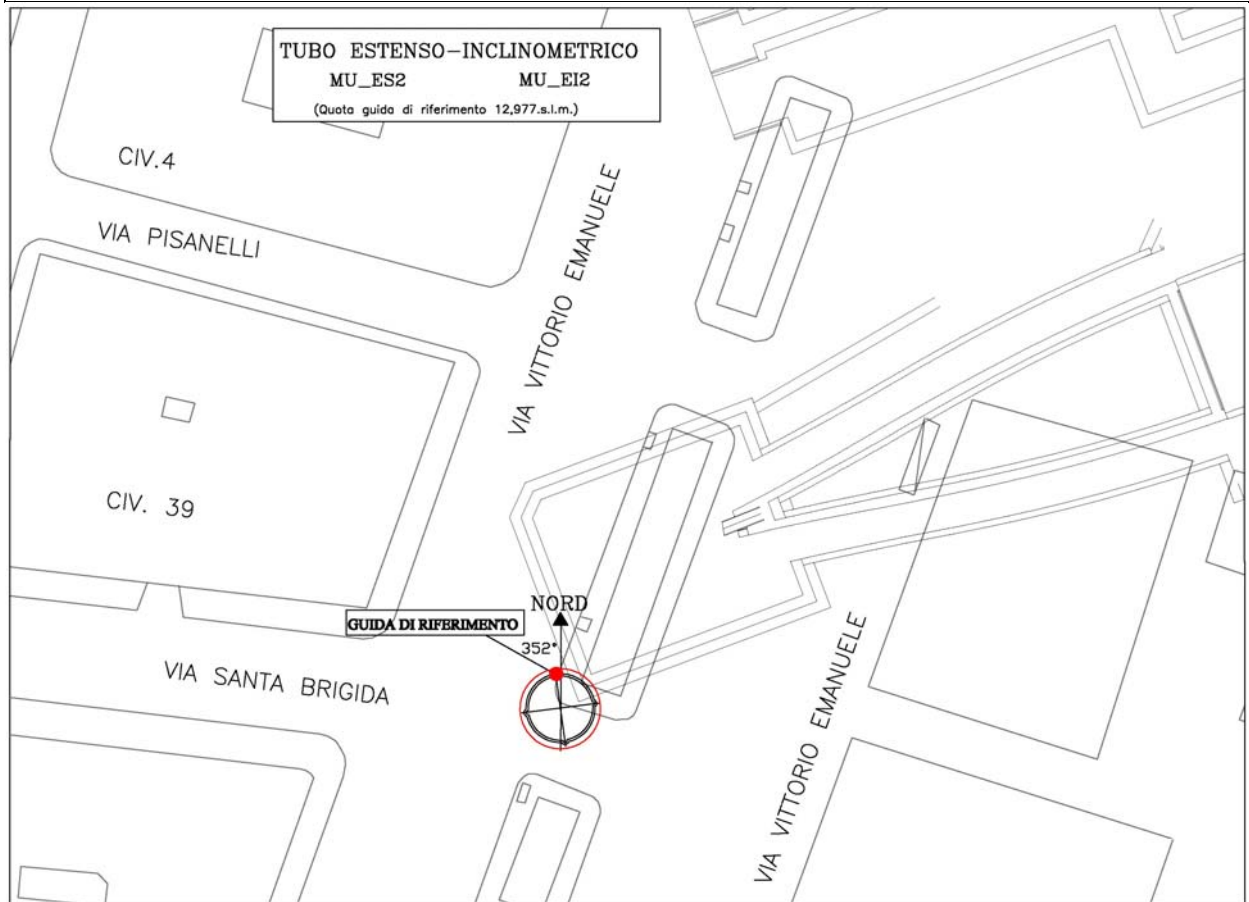 TUBO ESTENSO-INCLINOMETRICO
MU_ES2 MU_EI2
(Quota guida di riferimento 12,977.s.l.m.)
CIV.4
VIA PISANELLI
VIA VITTORIO EMANUELE
CIV. 39
NORD
GUIDA DI RIFERIMENTO
352°
VIA SANTA BRIGIDA
VIA VITTORIO EMANUELE